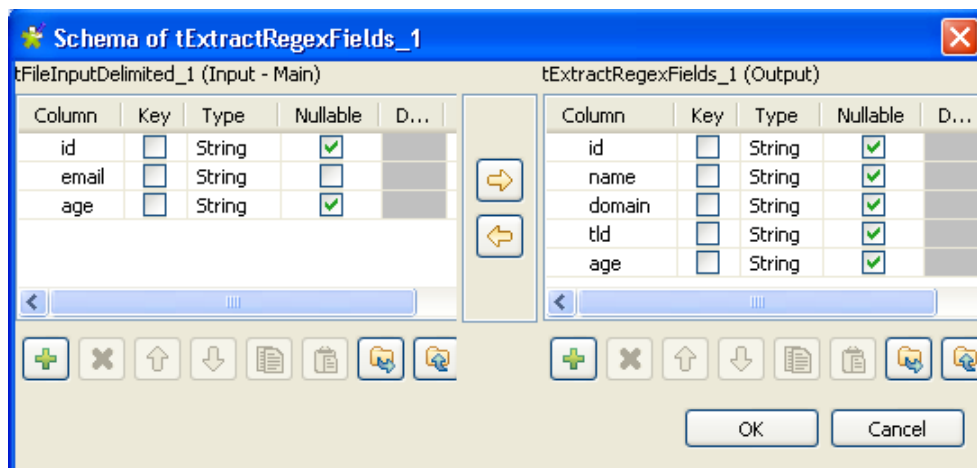 Schema of tExtractRegexFields_1
tFileInputDelimited_1 (Input - Main)
Column Key Type Nullable D...
id String
email String
age String
tExtractRegexFields_1 (Output)
Column Key Type Nullable D...
id String
name String
domain String
tld String
age String
OK Cancel